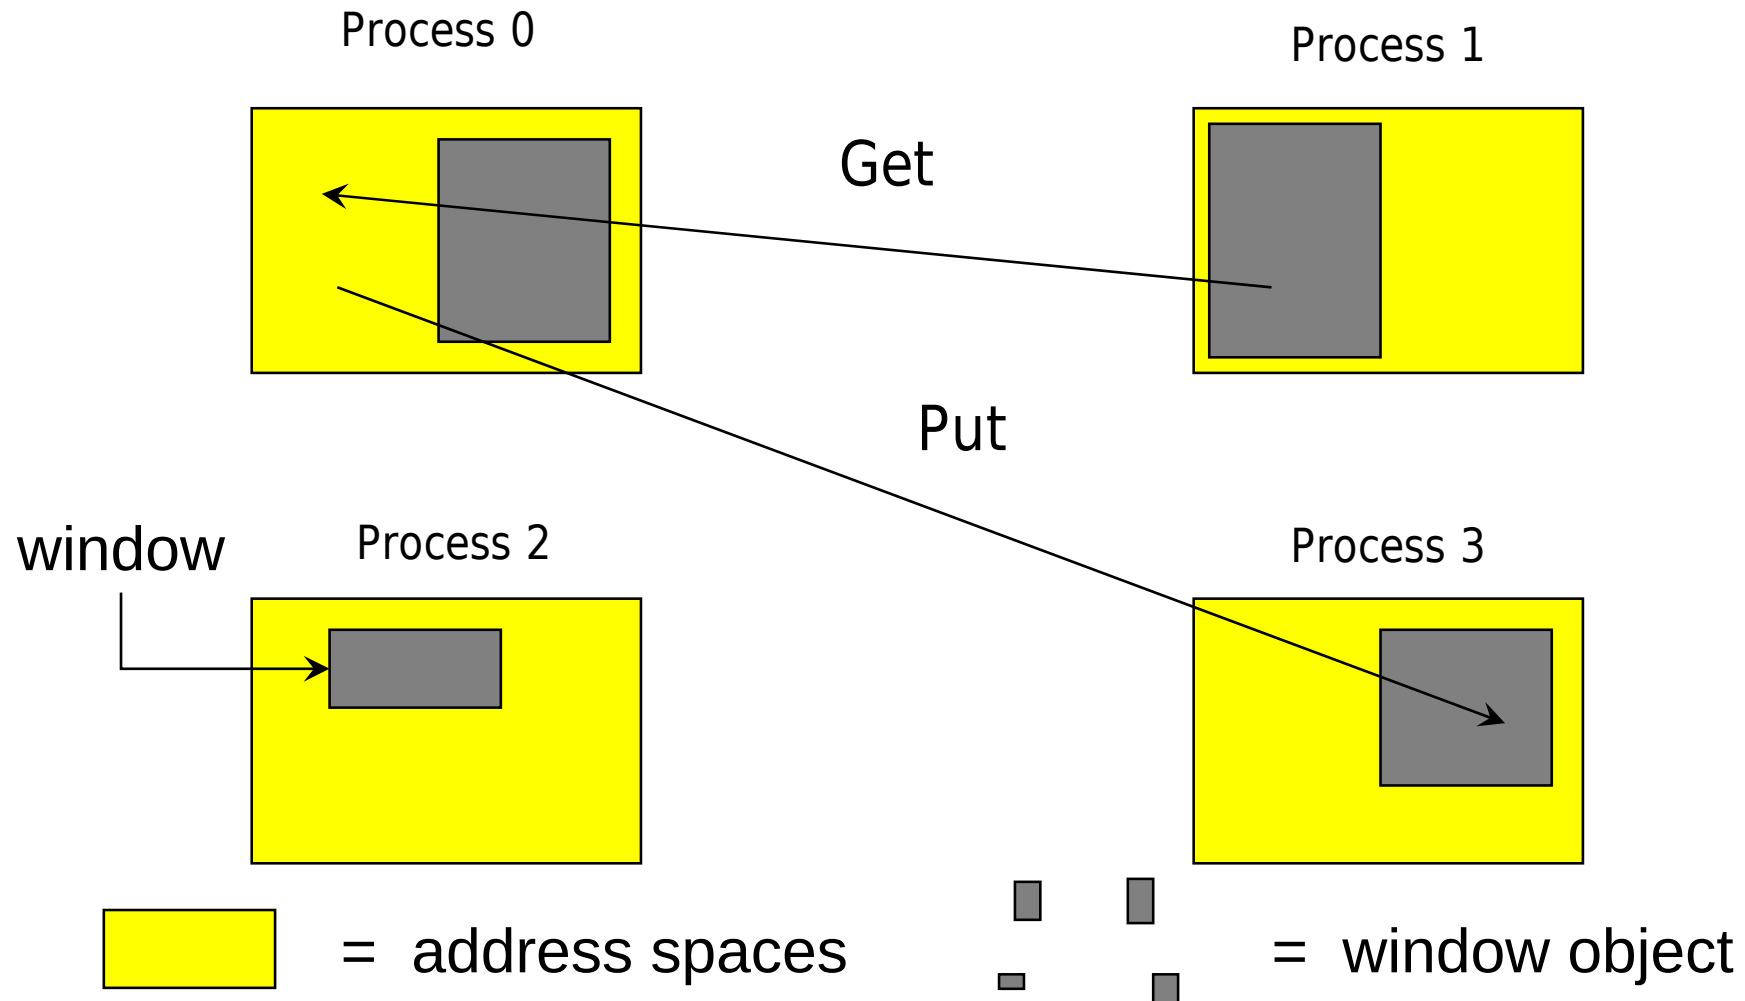 Process 0
Process 1
Get
Put
window
Process 2
Process 3
= address spaces
= window object